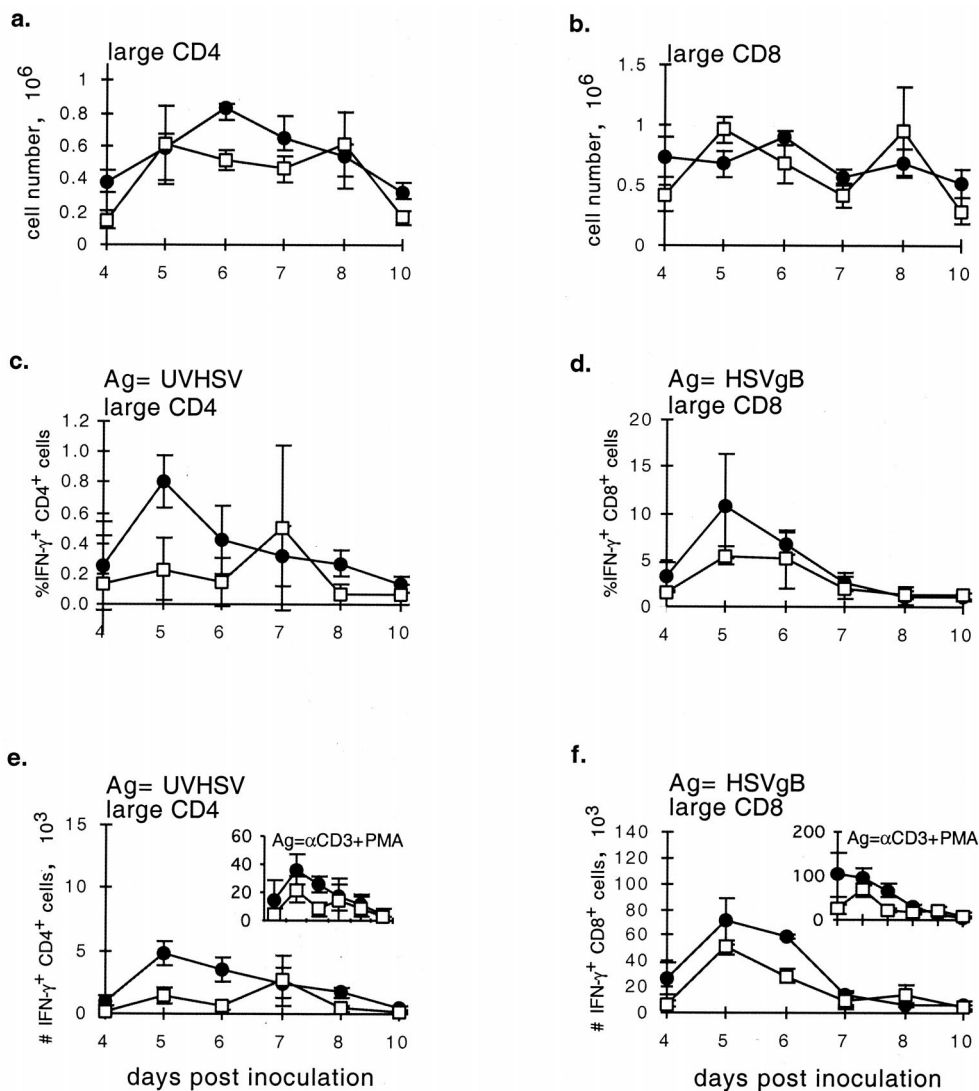 a.
large CD4
cell number, 10⁶
1
0.8
0.6
0.4
0.2
0
4 5 6 7 8 10
b.
large CD8
cell number, 10⁶
1.5
1
0.5
0
4 5 6 7 8 10
c.
Ag= UVHSV
large CD4
%IFN-γ⁺ CD4⁺ cells
1.2
1.0
0.8
0.6
0.4
0.2
0.0
4 5 6 7 8 10
d.
Ag= HSVgB
large CD8
%IFN-γ⁺ CD8⁺ cells
20
15
10
5
0
4 5 6 7 8 10
e.
Ag= UVHSV
large CD4
# IFN-γ⁺ CD4⁺ cells, 10³
15
10
5
0
4 5 6 7 8 10
Ag=αCD3+PMA
60
40
20
0
days post inoculation
f.
Ag= HSVgB
large CD8
# IFN-γ⁺ CD8⁺ cells, 10³
140
120
100
80
60
40
20
0
4 5 6 7 8 10
Ag=αCD3+PMA
200
100
0
days post inoculation